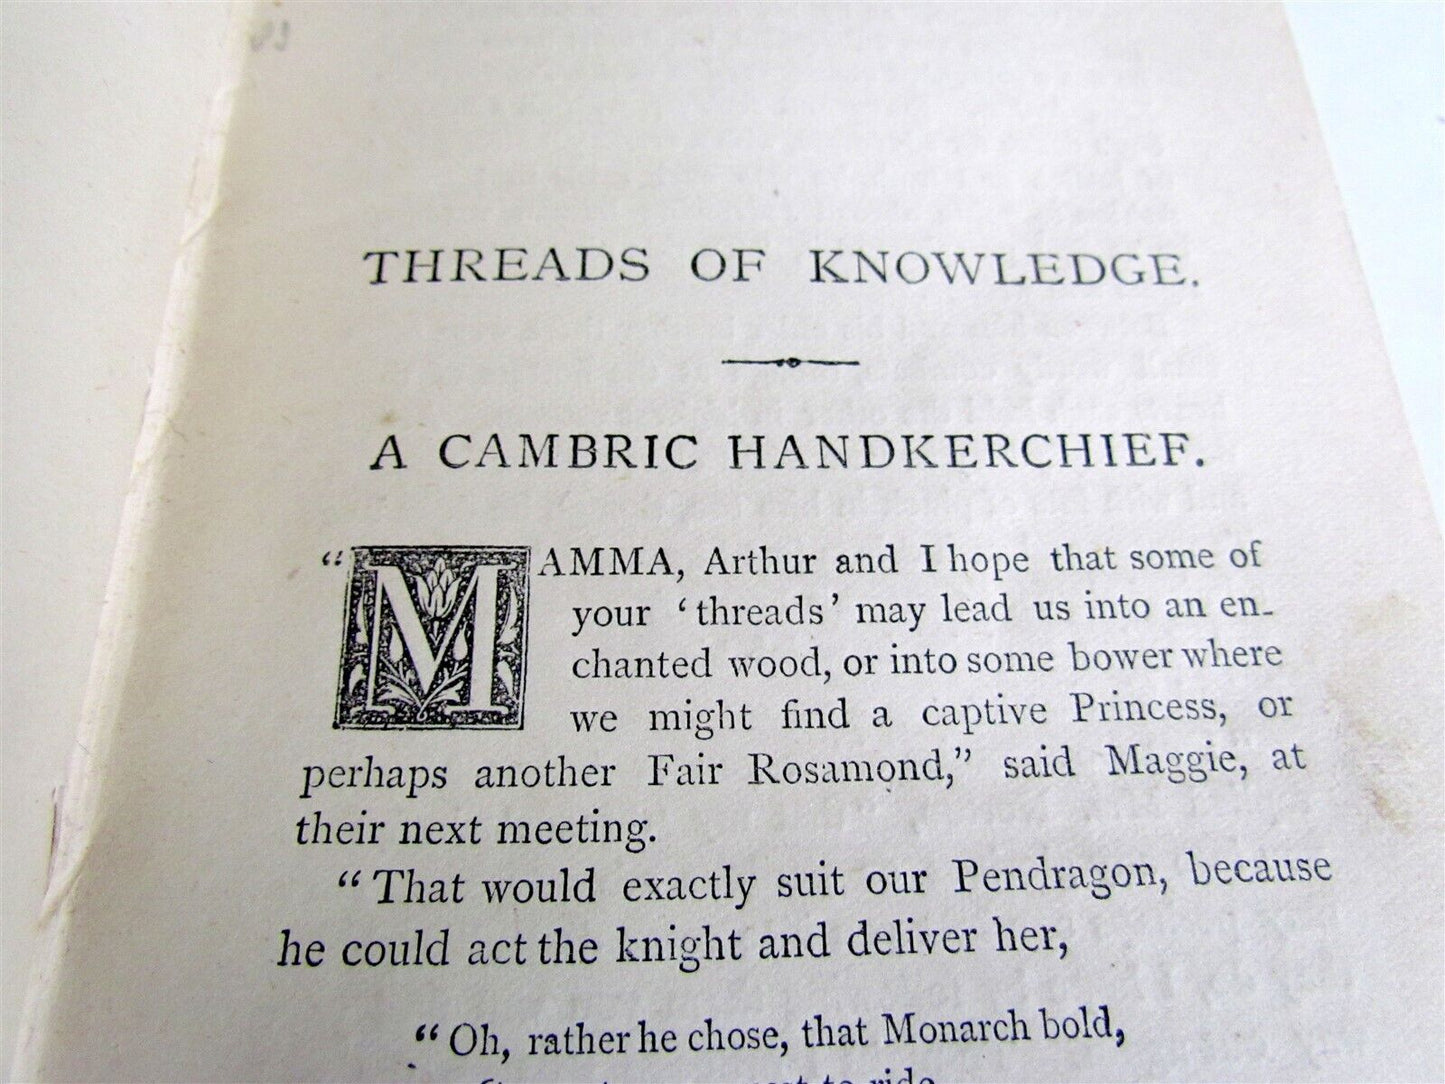 THREADS OF KNOWLEDGE.
A CAMBRIC HANDKERCHIEF.
“MAMMA, Arthur and I hope that some of
your ‘threads’ may lead us into an en-
chanted wood, or into some bower where
we might find a captive Princess, or
perhaps another Fair Rosamond,” said Maggie, at
their next meeting.
“That would exactly suit our Pendragon, because
he could act the knight and deliver her,
“Oh, rather he chose, that Monarch bold,
to ride